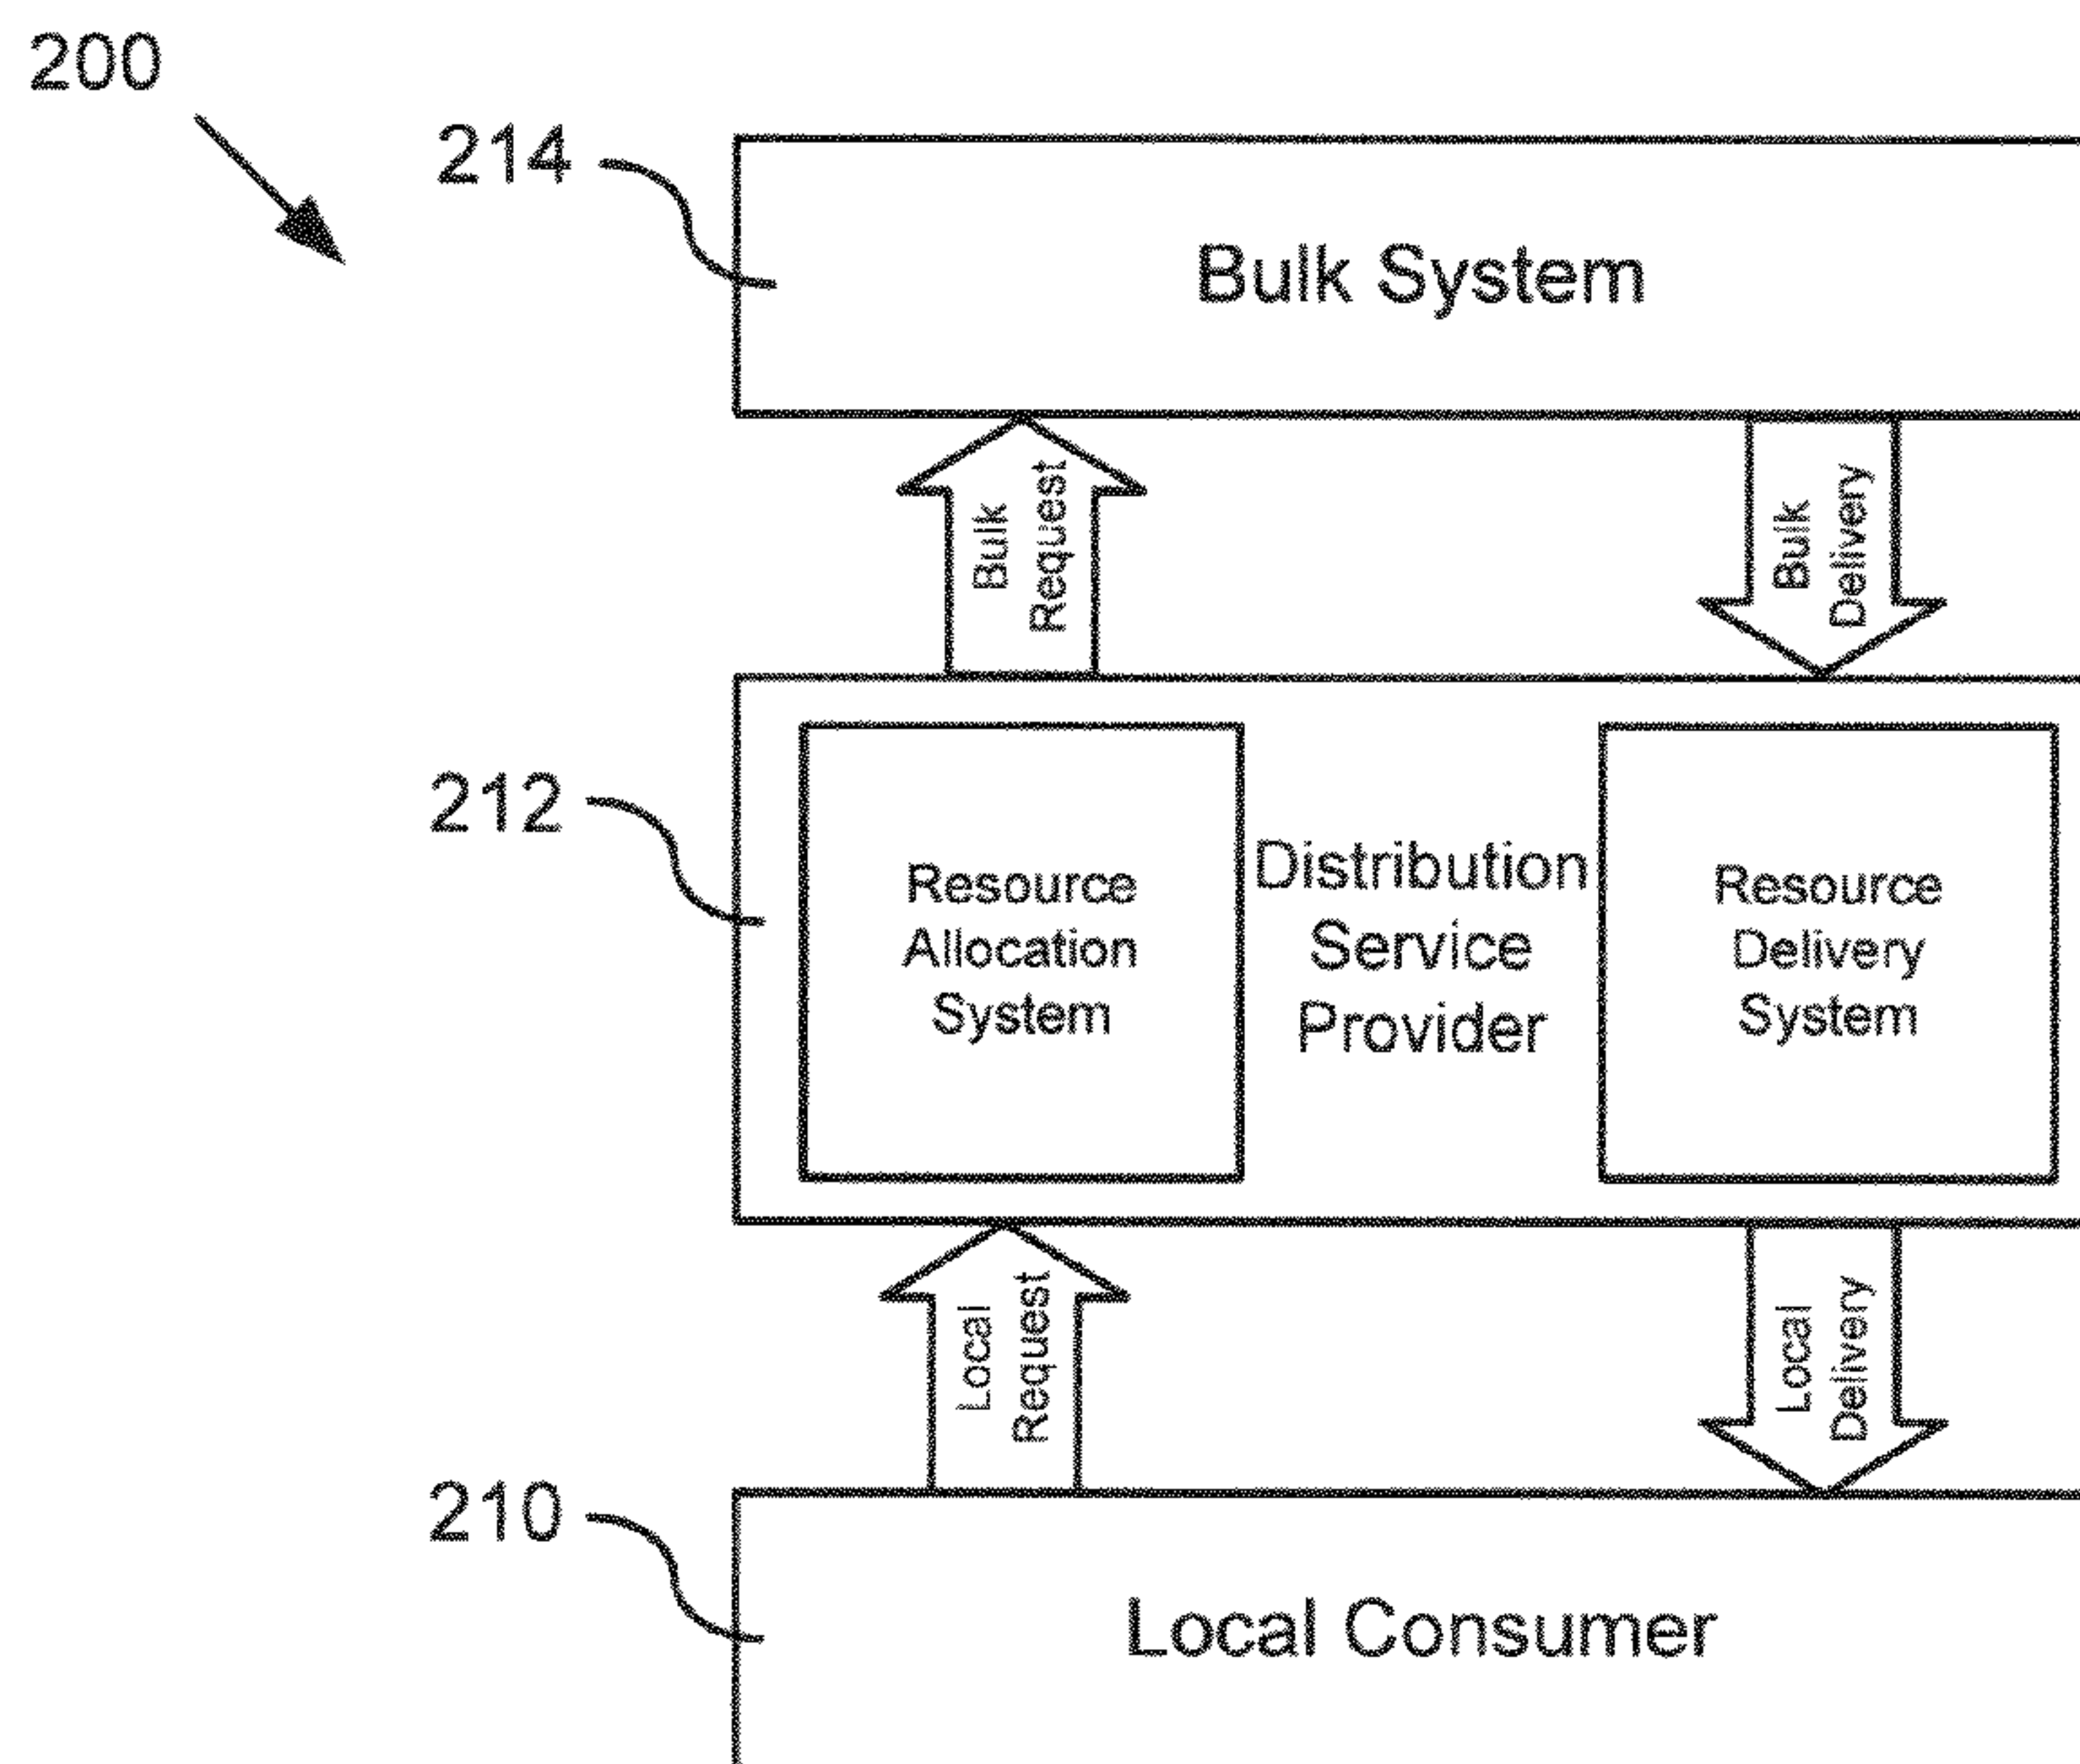 200
214
Bulk System
Bulk
Request
Bulk
Delivery
212
Resource
Allocation
System
Distribution
Service
Provider
Resource
Delivery
System
Local
Request
Local
Delivery
210
Local Consumer